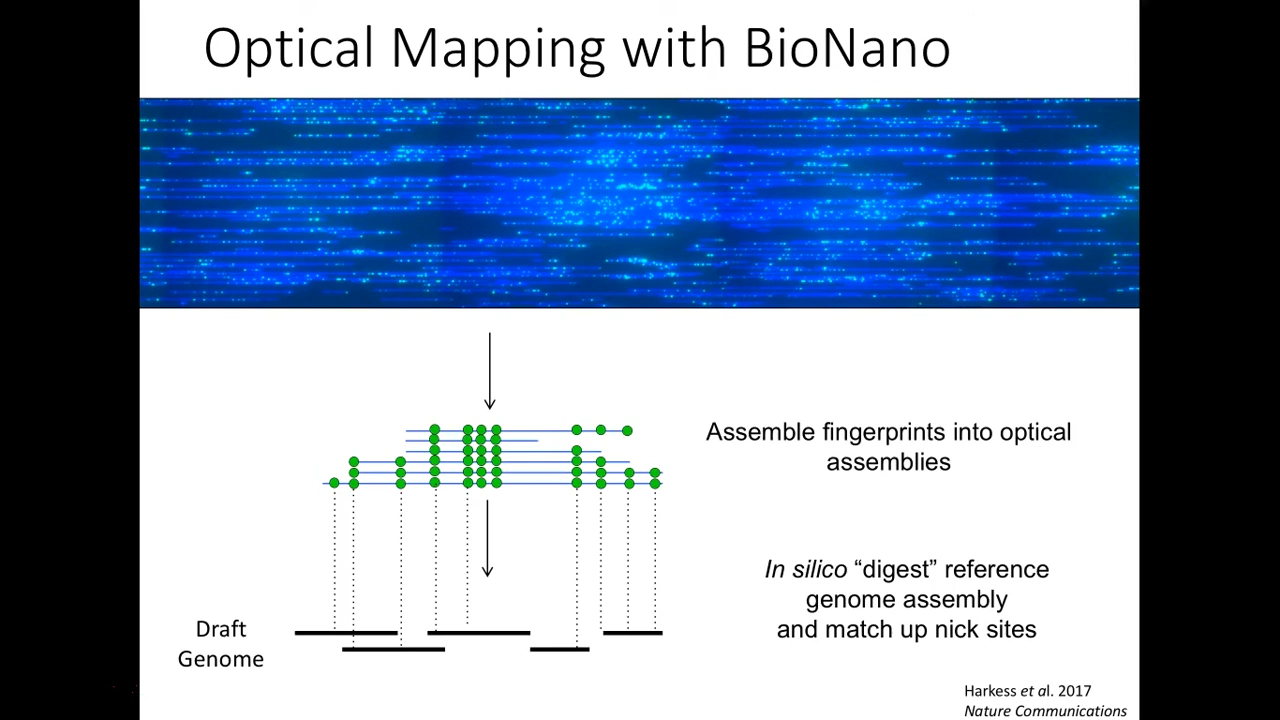 Optical Mapping with BioNano
Assemble fingerprints into optical
assemblies
In silico “digest” reference
genome assembly
and match up nick sites
Draft
Genome
Harkess et al. 2017
Nature Communications